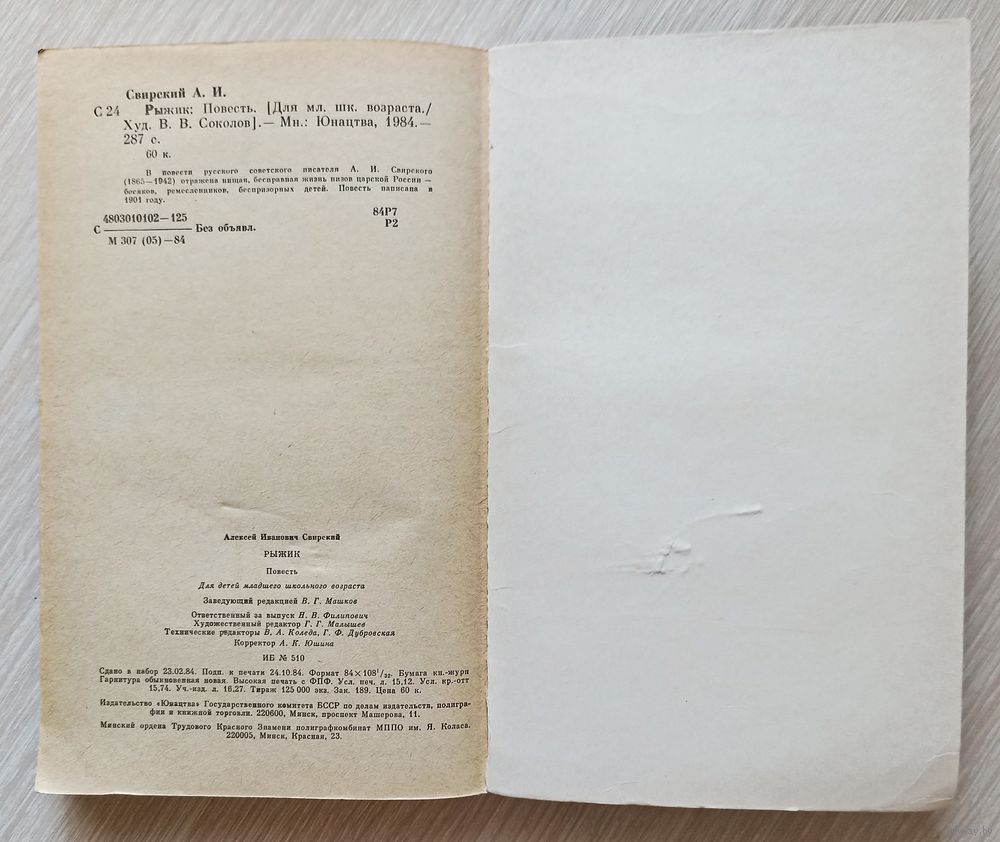 Свирский А. И.
С 24 Рыжик: Повесть. [Для мл. шк. возраста./
Худ. В. В. Соколов].— Мн.: Юнацтва, 1984.—
287 с.
60 к.
В повести русского советского писателя А. И. Свирского
(1865—1942) отражена нищая, бесправная жизнь низов царской России —
босяков, ремесленников, беспризорных детей. Повесть написана в
1901 году.
С 4803010102—125 Без объявл. 84Р7
М 307 (05)—84 Р2
Алексей Иванович Свирский
РЫЖИК
Повесть
Для детей младшего школьного возраста
Заведующий редакцией В. Г. Машков
Ответственный за выпуск Н. В. Филипович
Художественный редактор Г. Г. Малышев
Технические редакторы В. А. Коледа, Г. Ф. Дубровская
Корректор А. К. Юшина
ИБ № 510
Сдано в набор 23.02.84. Подп. к печати 24.10.84. Формат 84×108¹/₃₂. Бумага кн.-журн
Гарнитура обыкновенная новая. Высокая печать с ФПФ. Усл. печ. л. 15,12. Усл. кр.-отт
15,74. Уч.-изд. л. 16,27. Тираж 125 000 экз. Зак. 189. Цена 60 к.
Издательство «Юнацтва» Государственного комитета БССР по делам издательств, полигра-
фии и книжной торговли. 220600, Минск, проспект Машерова, 11.
Минский ордена Трудового Красного Знамени полиграфкомбинат МППО им. Я. Коласа.
220005, Минск, Красная, 23.